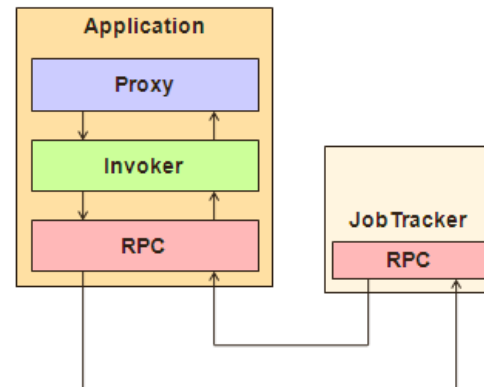 Application
Proxy
Invoker
RPC
JobTracker
RPC